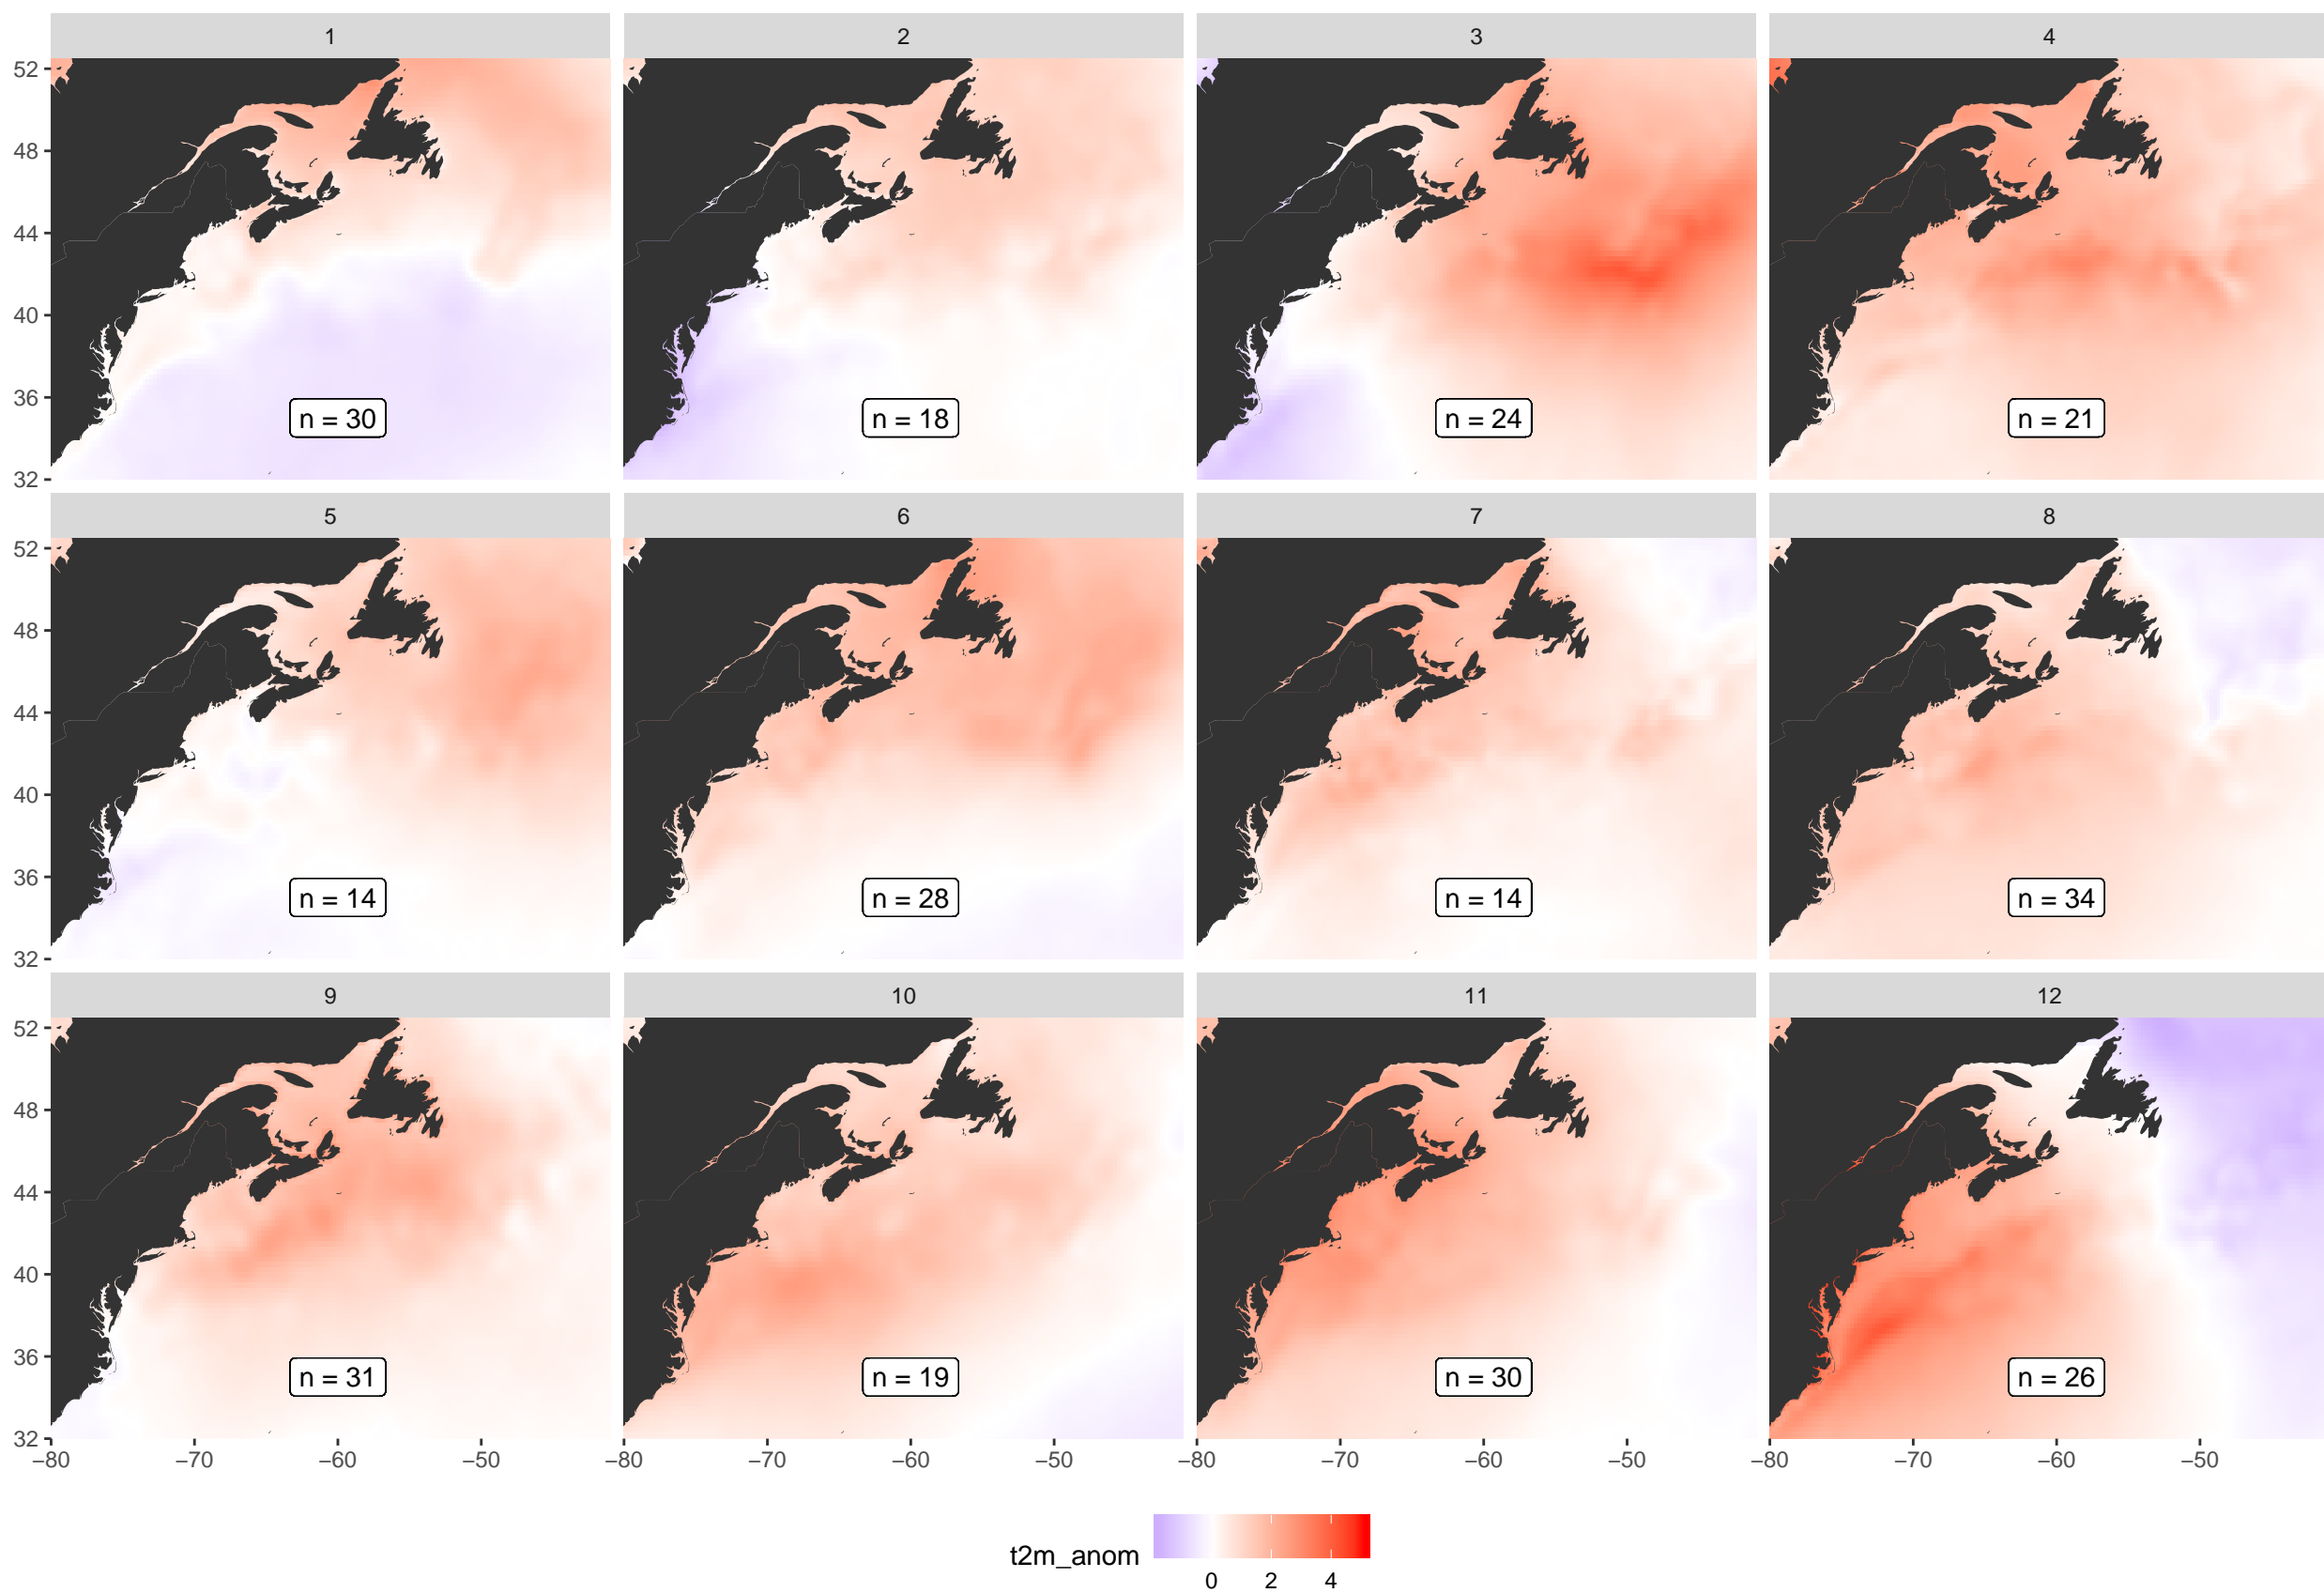 1 2 3 4
52
48
44
40
36
32
n = 30 n = 18 n = 24 n = 21
5 6 7 8
52
48
44
40
36
32
n = 14 n = 28 n = 14 n = 34
9 10 11 12
52
48
44
40
36
32
n = 31 n = 19 n = 30 n = 26
−80 −70 −60 −50 −80 −70 −60 −50 −80 −70 −60 −50 −80 −70 −60 −50
t2m_anom
0 2 4